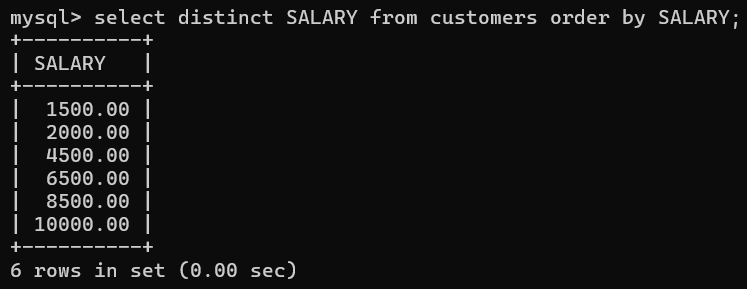 mysql> select distinct SALARY from customers order by SALARY;
+----------+
| SALARY   |
+----------+
|  1500.00 |
|  2000.00 |
|  4500.00 |
|  6500.00 |
|  8500.00 |
| 10000.00 |
+----------+
6 rows in set (0.00 sec)